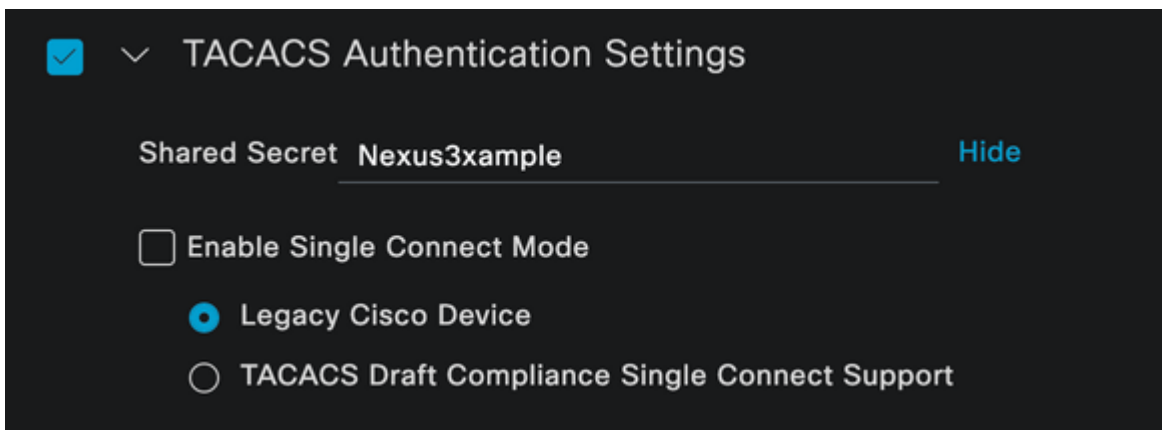 TACACS Authentication Settings
Shared Secret Nexus3xample Hide
Enable Single Connect Mode
Legacy Cisco Device
TACACS Draft Compliance Single Connect Support